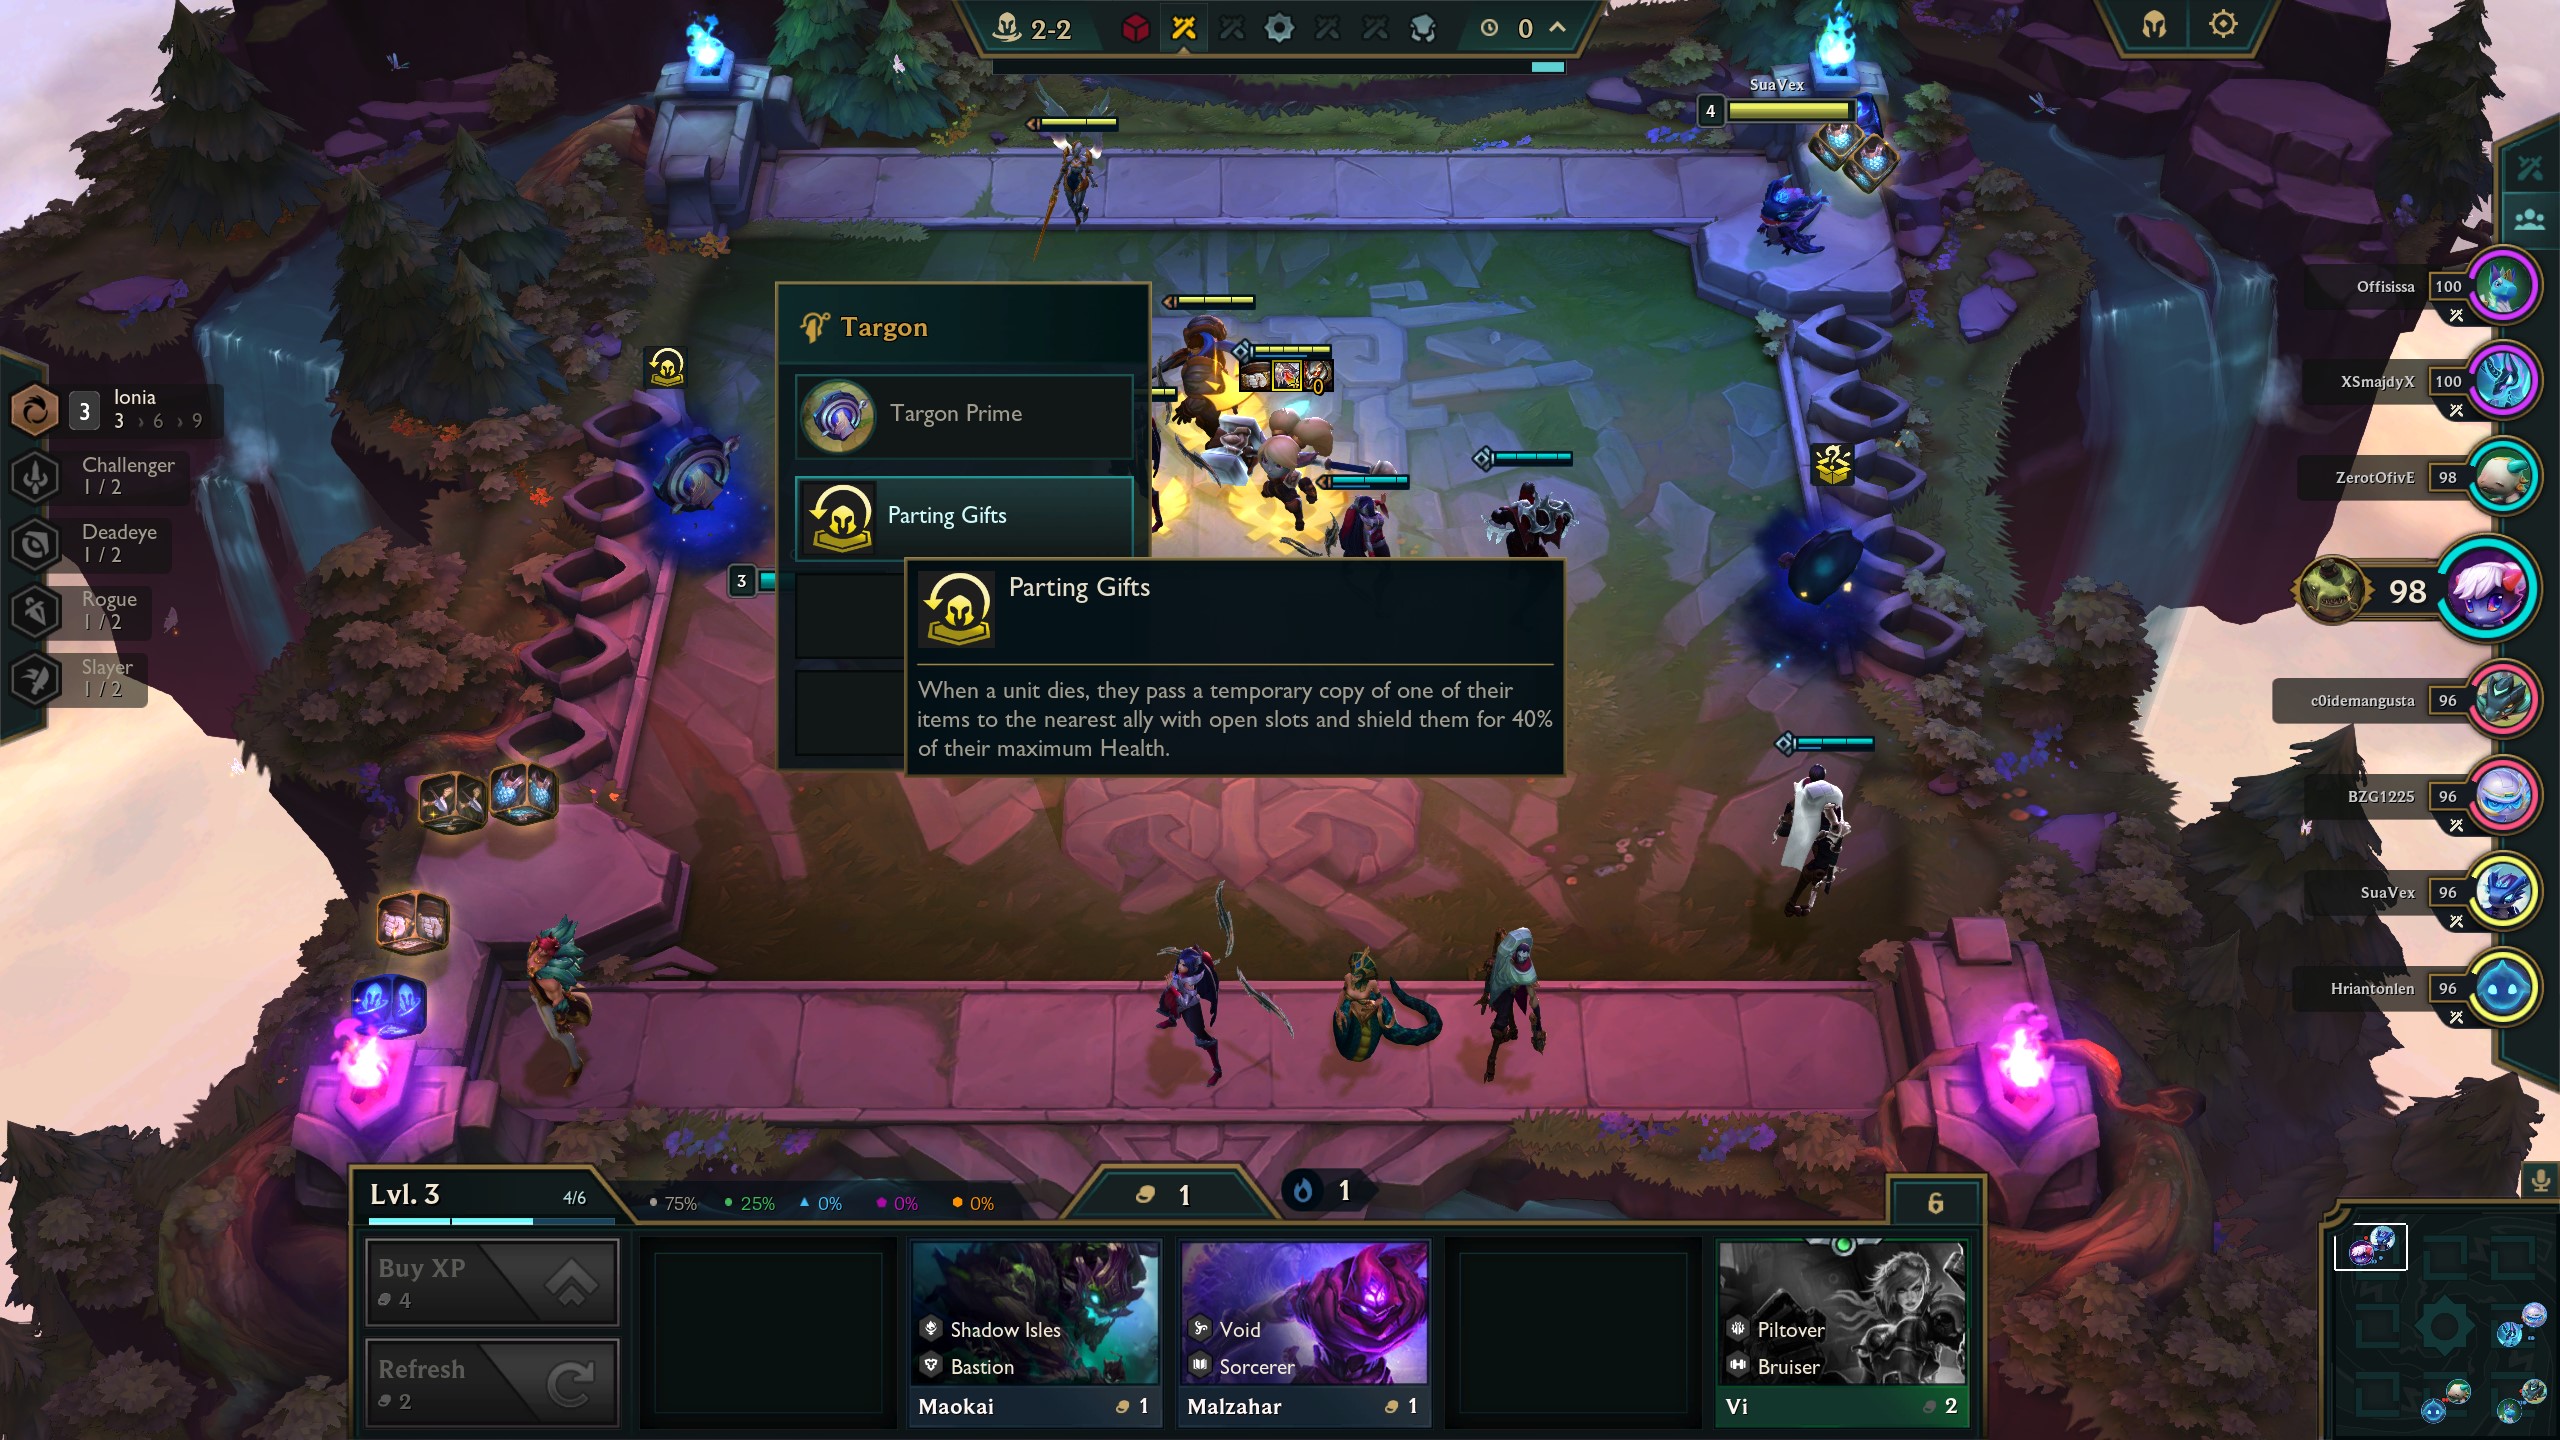 2-2
0
SuaVex
4
Targon
Targon Prime
Parting Gifts
Parting Gifts
When a unit dies, they pass a temporary copy of one of their
items to the nearest ally with open slots and shield them for 40%
of their maximum Health.
3
0
3
Ionia
3 › 6 › 9
Challenger
1 / 2
Deadeye
1 / 2
Rogue
1 / 2
Slayer
1 / 2
Offisissa 100
XSmajdyX 100
ZerotOfivE 98
98
c0idemangusta 96
BZG1225 96
SuaVex 96
Hriantonlen 96
Lvl. 3
4/6
75% 25% 0% 0% 0%
1
1
6
Buy XP
4
Refresh
2
Shadow Isles
Bastion
Maokai 1
Void
Sorcerer
Malzahar 1
Piltover
Bruiser
Vi 2